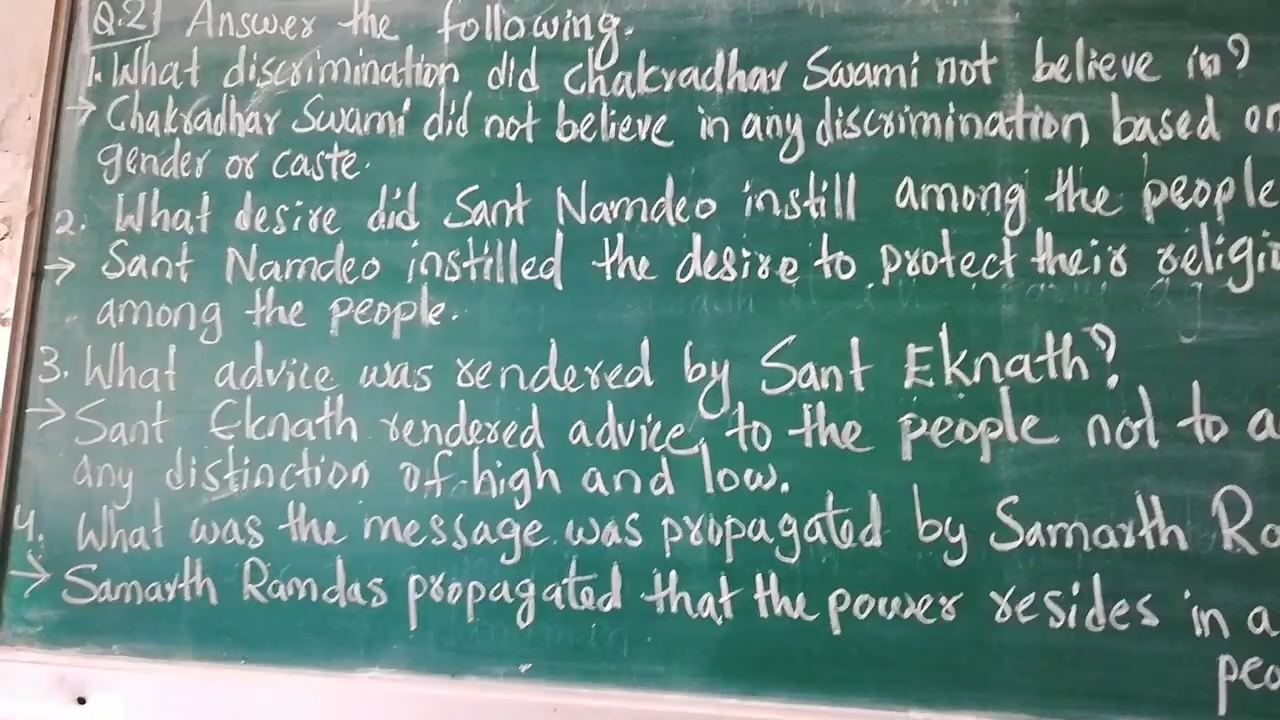 Q.2] Answer the following.
1. What discrimination did Chakradhar Swami not believe in?
→ Chakradhar Swami did not believe in any discrimination based on
gender or caste.
2. What desire did Sant Namdeo instill among the people
→ Sant Namdeo instilled the desire to protect their religi
among the people.
3. What advice was rendered by Sant Eknath?
→ Sant Eknath rendered advice, to the people not to a
any distinction of high and low.
4. What was the message was propagated by Samarth Ra
→ Samarth Ramdas propagated that the power resides in a
peo